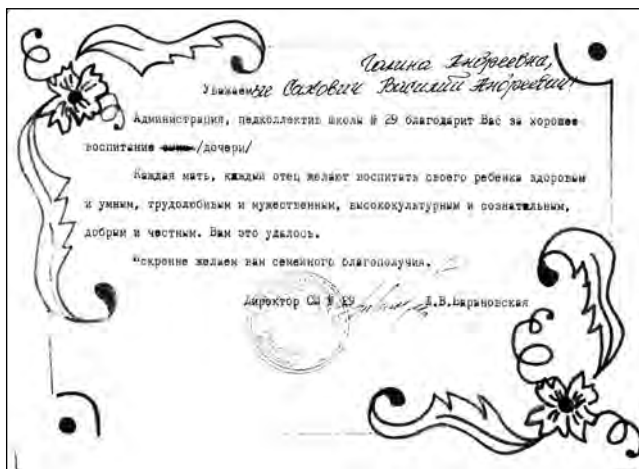 Галина Андреевна,
Уважаемые Сахович Василий Андреевич!
Администрация, педколлектив школы № 29 благодарит Вас за хорошее
воспитание сына /дочери/
Каждая мать, каждый отец желают воспитать своего ребенка здоровым
и умным, трудолюбивым и мужественным, высококультурным и сознательным,
добрым и честным. Вам это удалось.
Искренне желаем вам семейного благополучия.
Директор СШ № 29 Барановская